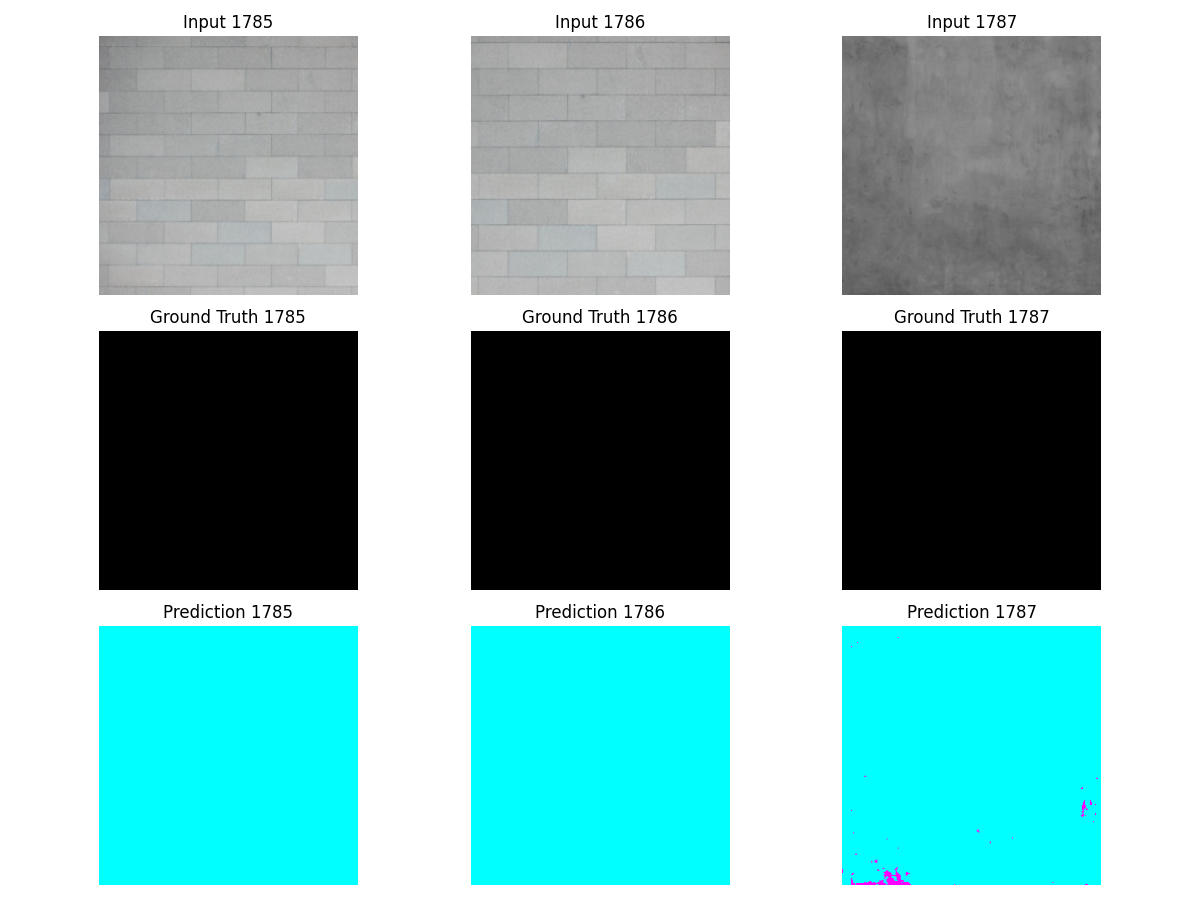 Input 1785
Input 1786
Input 1787
Ground Truth 1785
Ground Truth 1786
Ground Truth 1787
Prediction 1785
Prediction 1786
Prediction 1787